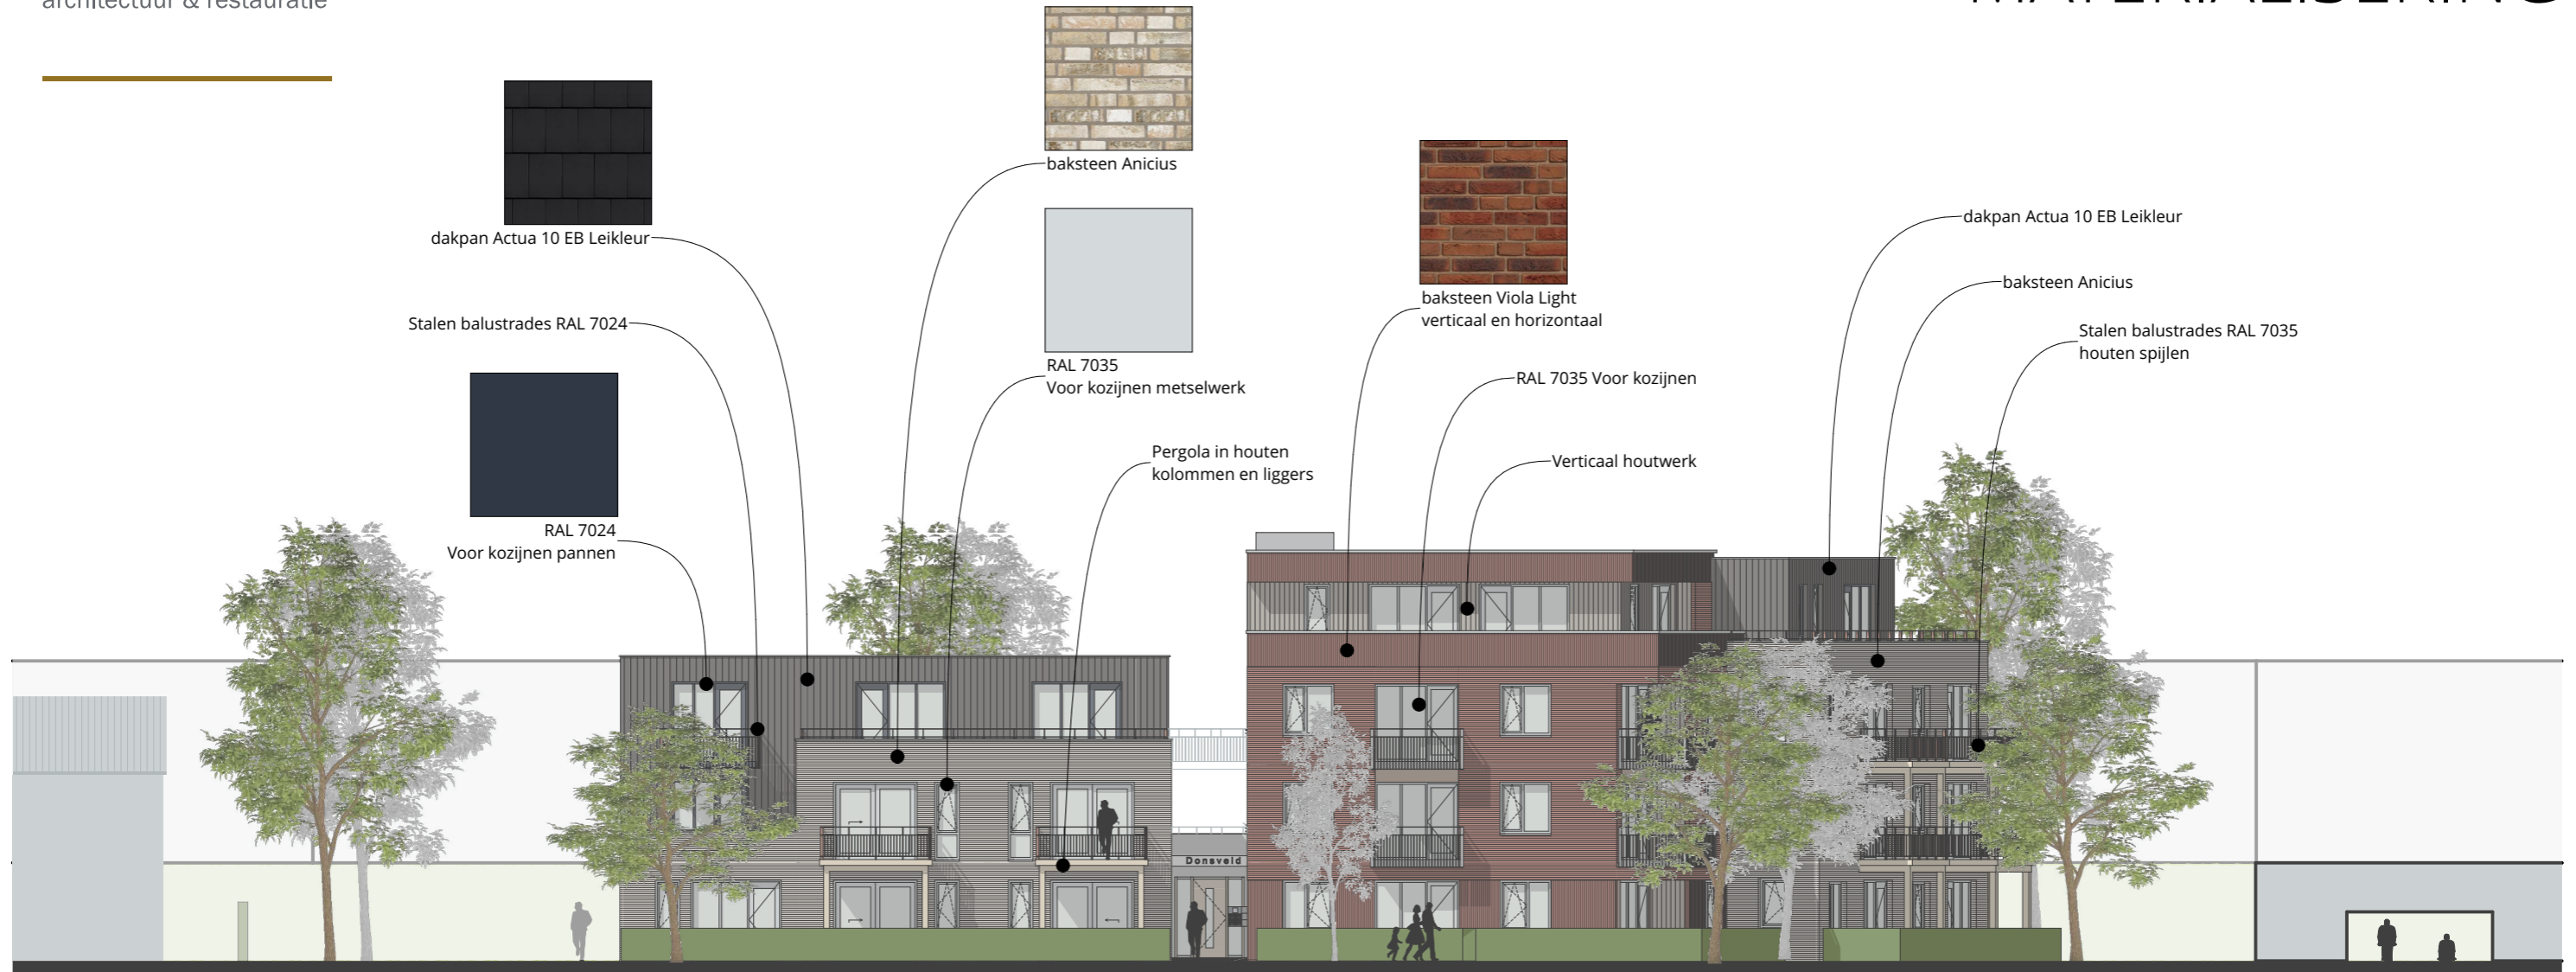 architectuur & restauratie
MATERIALISERING
baksteen Anicius
dakpan Actua 10 EB Leikleur
dakpan Actua 10 EB Leikleur
baksteen Anicius
baksteen Viola Light
verticaal en horizontaal
Stalen balustrades RAL 7024
Stalen balustrades RAL 7035
houten spijlen
RAL 7035
Voor kozijnen metselwerk
RAL 7035 Voor kozijnen
Pergola in houten
kolommen en liggers
Verticaal houtwerk
RAL 7024
Voor kozijnen pannen
Donsveld